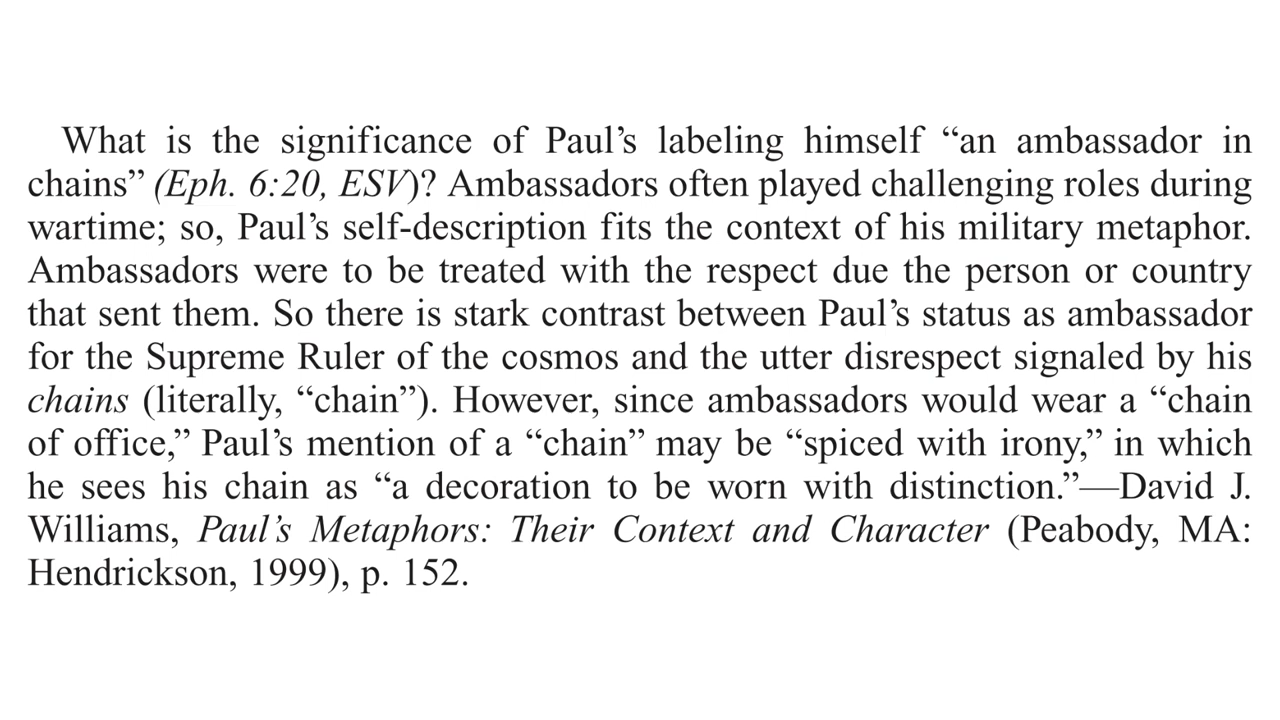 What is the significance of Paul’s labeling himself “an ambassador in
chains” (Eph. 6:20, ESV)? Ambassadors often played challenging roles during
wartime; so, Paul’s self-description fits the context of his military metaphor.
Ambassadors were to be treated with the respect due the person or country
that sent them. So there is stark contrast between Paul’s status as ambassador
for the Supreme Ruler of the cosmos and the utter disrespect signaled by his
chains (literally, “chain”). However, since ambassadors would wear a “chain
of office,” Paul’s mention of a “chain” may be “spiced with irony,” in which
he sees his chain as “a decoration to be worn with distinction.”—David J.
Williams, Paul’s Metaphors: Their Context and Character (Peabody, MA:
Hendrickson, 1999), p. 152.